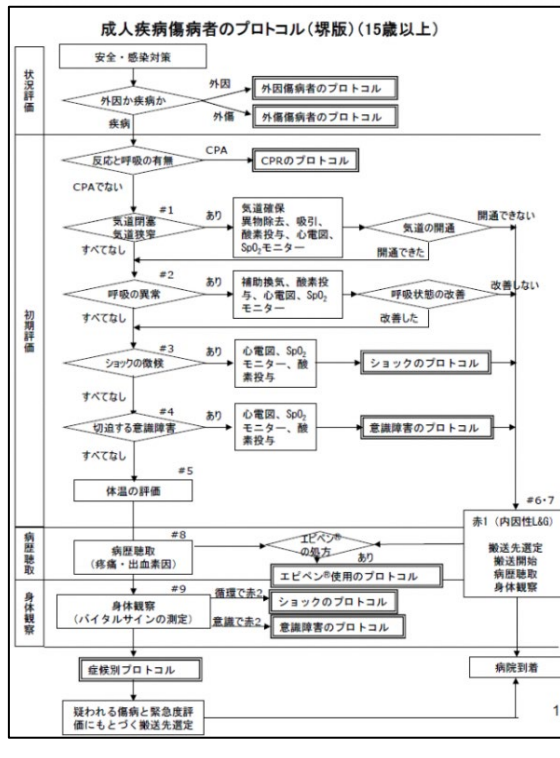 成人疾病傷病者のプロトコル(堺版)(15歳以上)
状況評価
安全・感染対策
外因か疾病か
外因
外因傷病者のプロトコル
外傷
外傷傷病者のプロトコル
疾病
初期評価
反応と呼吸の有無
CPA
CPRのプロトコル
CPAでない
#1
気道閉塞
気道狭窄
あり
気道確保
異物除去、吸引、
酸素投与、心電図、
SpO₂モニター
気道の開通
開通できない
開通できた
すべてなし
#2
呼吸の異常
あり
補助換気、酸素投
与、心電図、SpO₂
モニター
呼吸状態の改善
改善しない
改善した
すべてなし
#3
ショックの徴候
あり
心電図、SpO₂
モニター、酸
素投与
ショックのプロトコル
すべてなし
#4
切迫する意識障害
あり
心電図、SpO₂
モニター、酸
素投与
意識障害のプロトコル
すべてなし
#5
体温の評価
#6・7
赤1(内因性L&G)
搬送先選定
搬送開始
病歴聴取
身体観察
病歴聴取
#8
病歴聴取
(疼痛・出血素因)
エピペン®
の処方
あり
エピペン®使用のプロトコル
身体観察
#9
身体観察
(バイタルサインの測定)
循環で赤2
ショックのプロトコル
意識で赤2
意識障害のプロトコル
症候別プロトコル
病院到着
疑われる傷病と緊急度評
価にもとづく搬送先選定
1